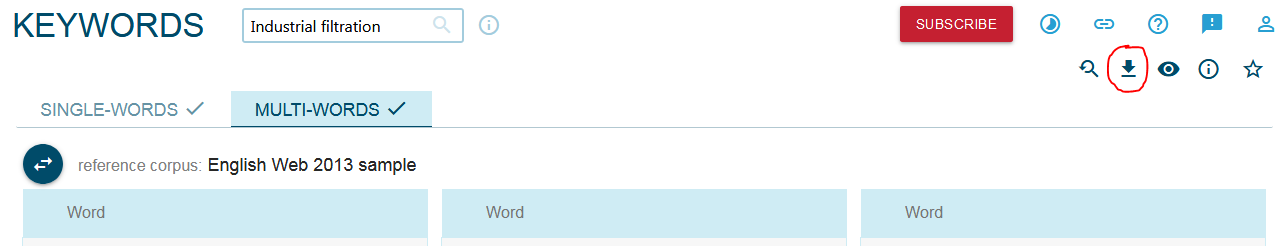 KEYWORDS Industrial filtration SUBSCRIBE
SINGLE-WORDS MULTI-WORDS
reference corpus: English Web 2013 sample
Word Word Word